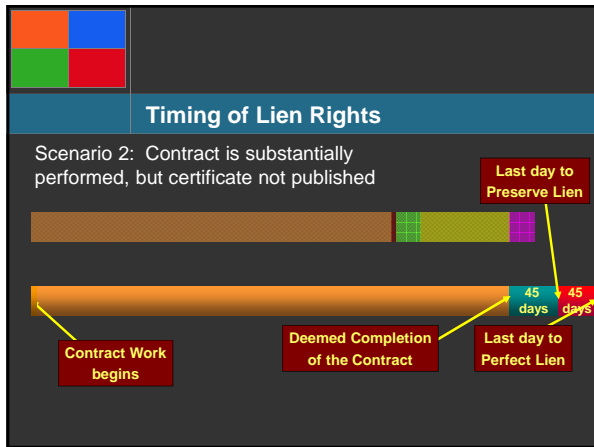 Timing of Lien Rights
Scenario 2: Contract is substantially
performed, but certificate not published
Last day to
Preserve Lien
45
days
45
days
Contract Work
begins
Deemed Completion
of the Contract
Last day to
Perfect Lien